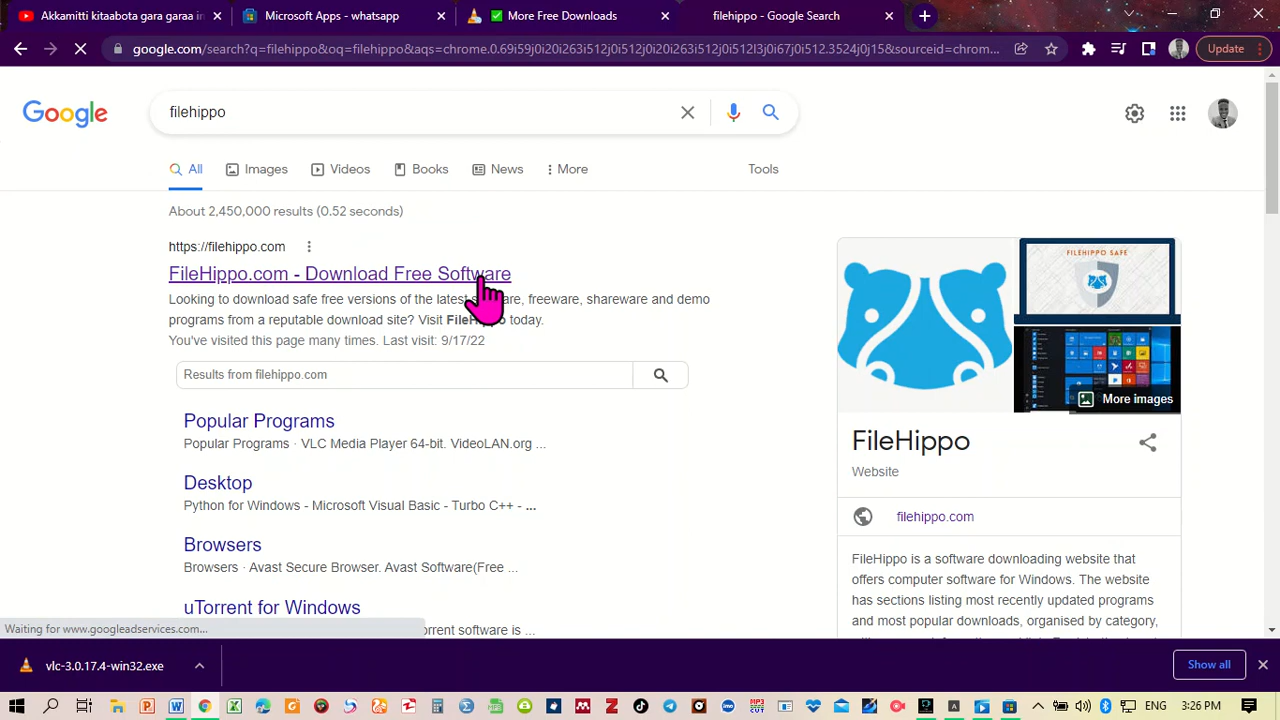 Akkamitti kitaabota gara garaa in
Microsoft Apps - whatsapp
More Free Downloads
filehippo - Google Search
google.com/search?q=filehippo&oq=filehippo&aqs=chrome.0.69i59j0i20i263i512j0i512j0i20i263i512j0i512l3j0i67j0i512.3524j0j15&sourceid=chrom...
Update
Google
filehippo
All
Images
Videos
Books
News
More
Tools
About 2,450,000 results (0.52 seconds)
https://filehippo.com
FileHippo.com - Download Free Software
Looking to download safe free versions of the latest software, freeware, shareware and demo
programs from a reputable download site? Visit FileHippo today.
You've visited this page many times. Last visit: 9/17/22
Results from filehippo.com
Popular Programs
Popular Programs · VLC Media Player 64-bit. VideoLAN.org ...
Desktop
Python for Windows - Microsoft Visual Basic - Turbo C++ - ...
Browsers
Browsers · Avast Secure Browser. Avast Software(Free ...
uTorrent for Windows
orrent software is ...
FILEHIPPO SAFE
More images
FileHippo
Website
filehippo.com
FileHippo is a software downloading website that
offers computer software for Windows. The website
has sections listing most recently updated programs
and most popular downloads, organised by category,
Waiting for www.googleadservices.com...
vlc-3.0.17.4-win32.exe
Show all
ENG
3:26 PM